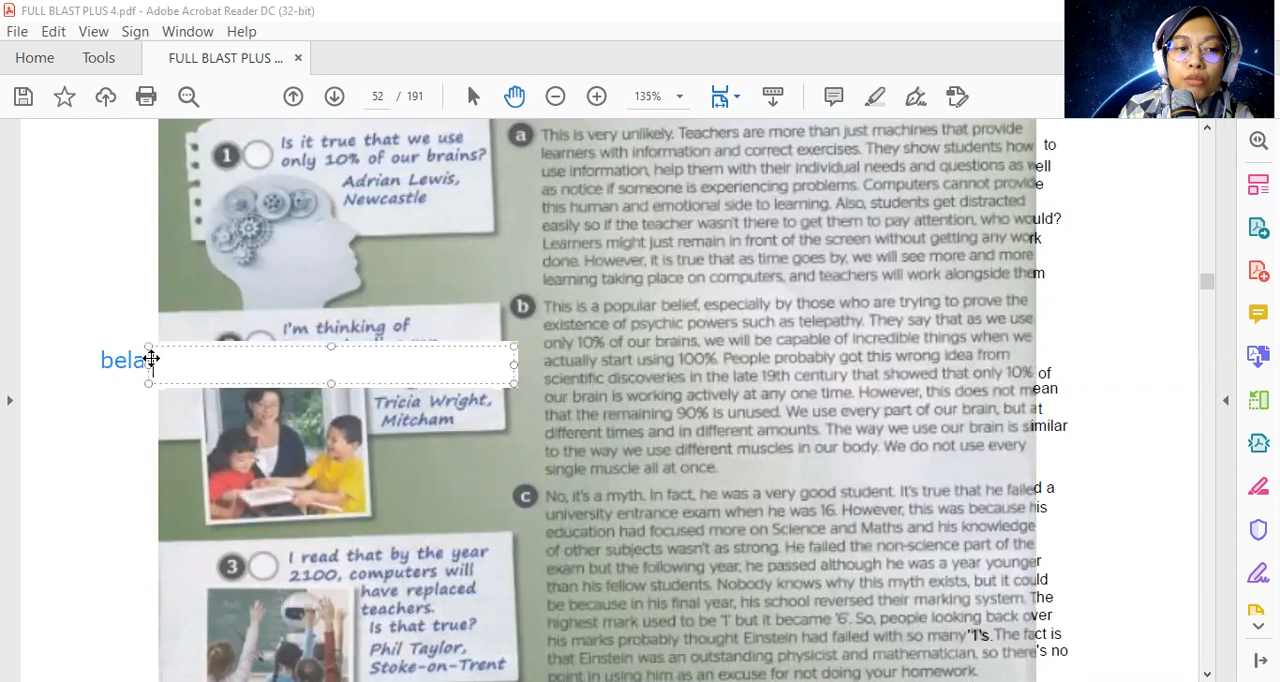 FULL BLAST PLUS 4.pdf - Adobe Acrobat Reader DC (32-bit)
File Edit View Sign Window Help
Home Tools FULL BLAST PLUS ... ×
52 / 191 135%
1 Is it true that we use
only 10% of our brains?
Adrian Lewis,
Newcastle
I'm thinking of
bela
Tricia Wright,
Mitcham
3 I read that by the year
2100, computers will
have replaced
teachers.
Is that true?
Phil Taylor,
Stoke-on-Trent
a This is very unlikely. Teachers are more than just machines that provide
learners with information and correct exercises. They show students how to
use information, help them with their individual needs and questions as well
as notice if someone is experiencing problems. Computers cannot provide
this human and emotional side to learning. Also, students get distracted
easily so if the teacher wasn't there to get them to pay attention, who would?
Learners might just remain in front of the screen without getting any work
done. However, it is true that as time goes by, we will see more and more
learning taking place on computers, and teachers will work alongside them
b This is a popular belief, especially by those who are trying to prove the
existence of psychic powers such as telepathy. They say that as we use
only 10% of our brains, we will be capable of incredible things when we
actually start using 100%. People probably got this wrong idea from
scientific discoveries in the late 19th century that showed that only 10% of
our brain is working actively at any one time. However, this does not mean
that the remaining 90% is unused. We use every part of our brain, but at
different times and in different amounts. The way we use our brain is similar
to the way we use different muscles in our body. We do not use every
single muscle all at once.
c No, it's a myth. In fact, he was a very good student. It's true that he failed a
university entrance exam when he was 16. However, this was because his
education had focused more on Science and Maths and his knowledge
of other subjects wasn't as strong. He failed the non-science part of the
exam but the following year, he passed although he was a year younger
than his fellow students. Nobody knows why this myth exists, but it could
be because in his final year, his school reversed their marking system. The
highest mark used to be '1' but it became '6'. So, people looking back over
his marks probably thought Einstein had failed with so many "1's. The fact is
that Einstein was an outstanding physicist and mathematician, so there's no
point in using him as an excuse for not doing your homework.